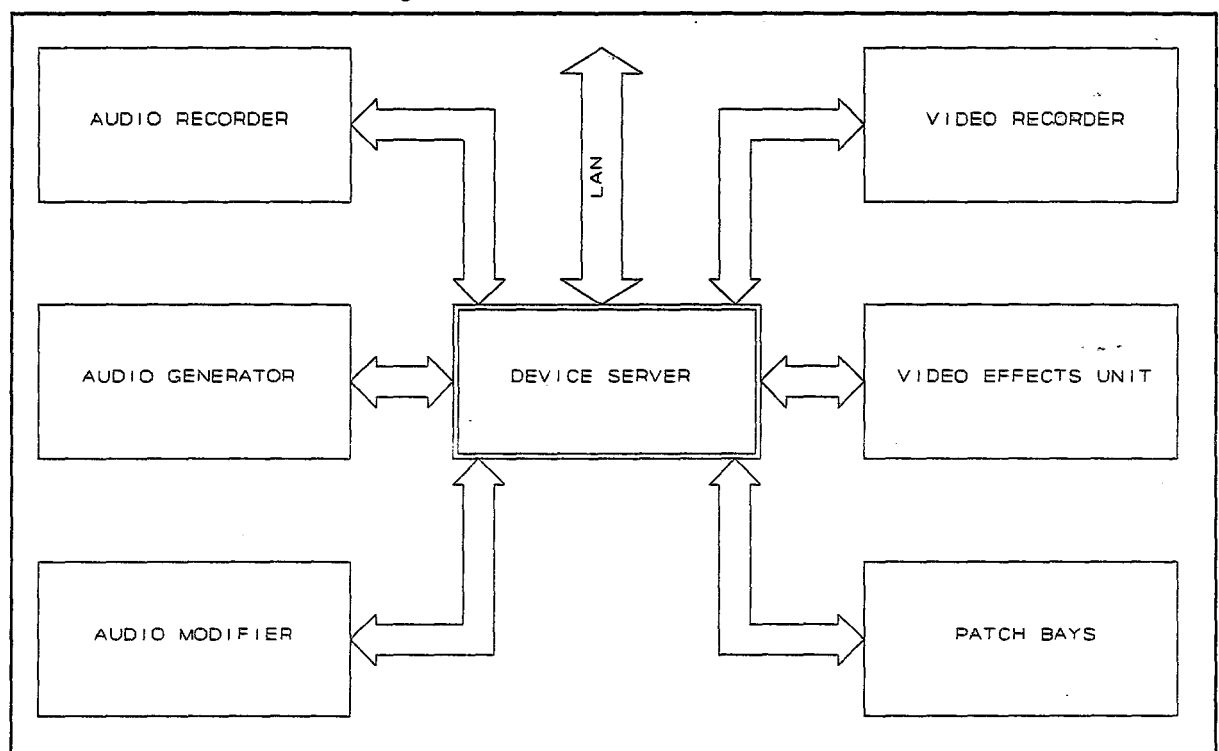 AUDIO RECORDER
LAN
VIDEO RECORDER
AUDIO GENERATOR
DEVICE SERVER
VIDEO EFFECTS UNIT
AUDIO MODIFIER
PATCH BAYS